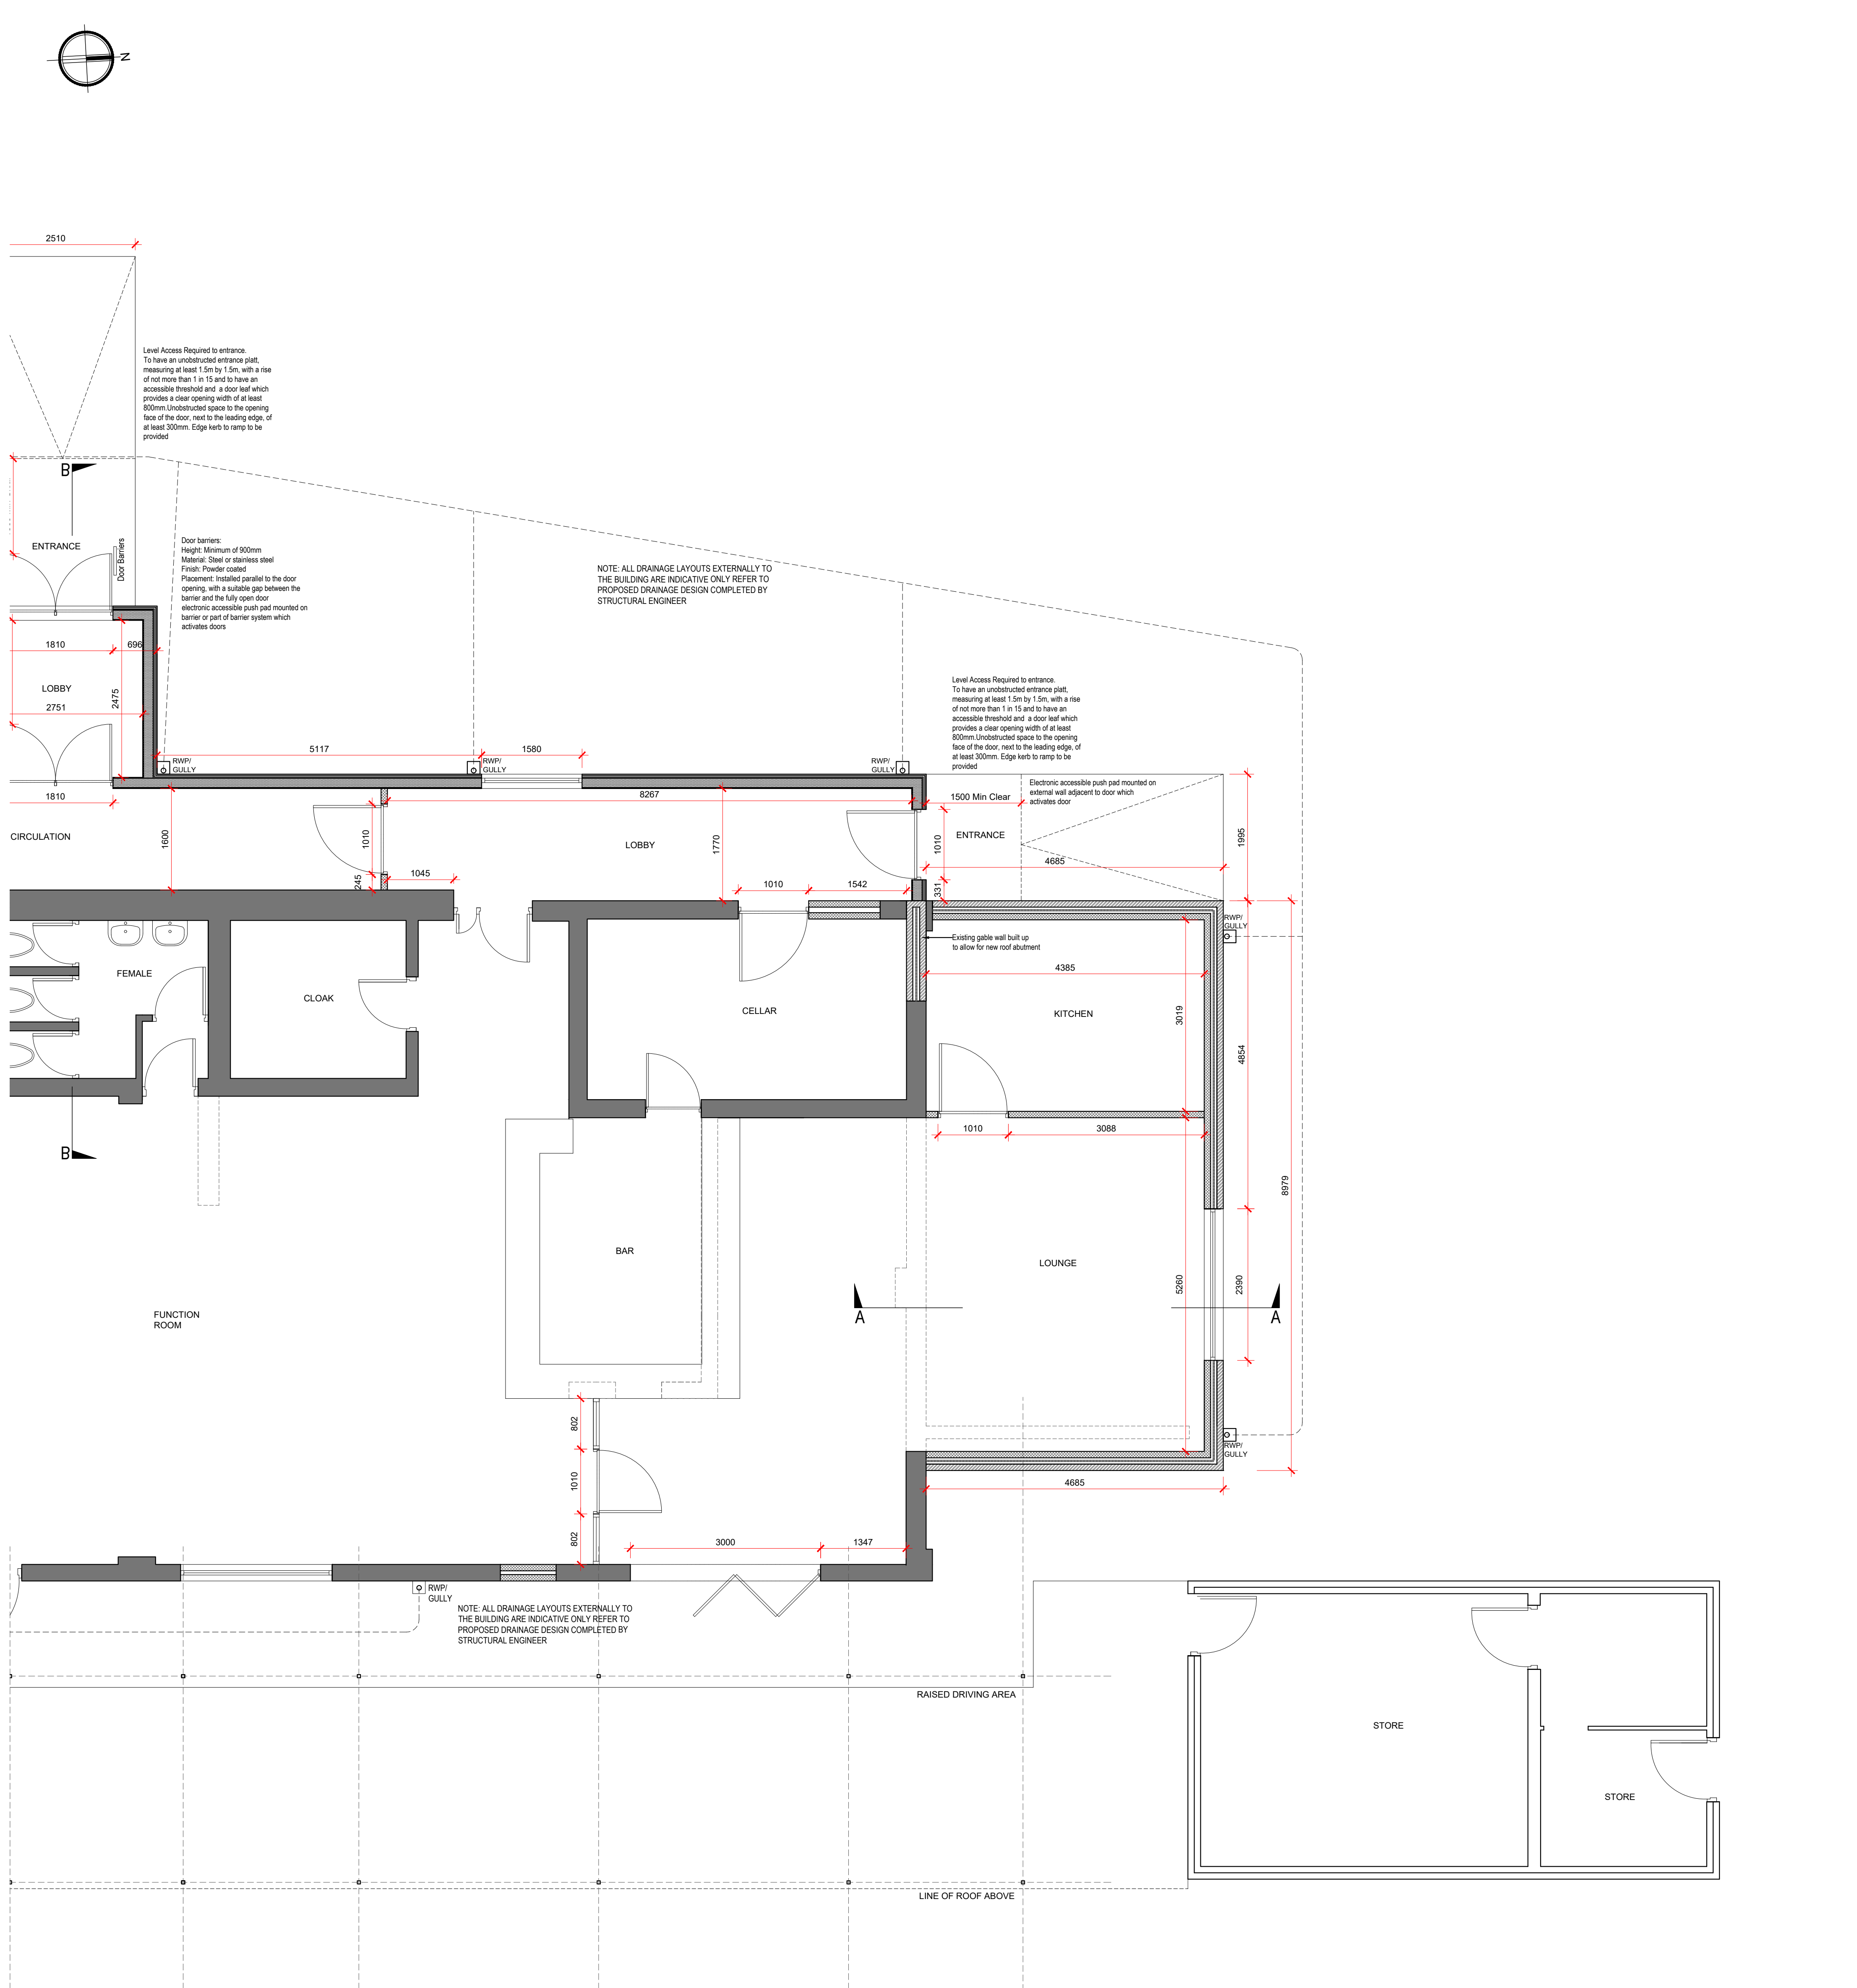 N
2510
Level Access Required to entrance.
To have an unobstructed entrance platt,
measuring at least 1.5m by 1.5m, with a rise
of not more than 1 in 15 and to have an
accessible threshold and a door leaf which
provides a clear opening width of at least
800mm.Unobstructed space to the opening
face of the door, next to the leading edge, of
at least 300mm. Edge kerb to ramp to be
provided
B
ENTRANCE
Door Barriers
Door barriers:
Height: Minimum of 900mm
Material: Steel or stainless steel
Finish: Powder coated
Placement: Installed parallel to the door
opening, with a suitable gap between the
barrier and the fully open door
electronic accessible push pad mounted on
barrier or part of barrier system which
activates doors
NOTE: ALL DRAINAGE LAYOUTS EXTERNALLY TO
THE BUILDING ARE INDICATIVE ONLY REFER TO
PROPOSED DRAINAGE DESIGN COMPLETED BY
STRUCTURAL ENGINEER
1810
696
LOBBY
2475
2751
Level Access Required to entrance.
To have an unobstructed entrance platt,
measuring at least 1.5m by 1.5m, with a rise
of not more than 1 in 15 and to have an
accessible threshold and a door leaf which
provides a clear opening width of at least
800mm.Unobstructed space to the opening
face of the door, next to the leading edge, of
at least 300mm. Edge kerb to ramp to be
provided
5117
1580
RWP/
GULLY
RWP/
GULLY
RWP/
GULLY
Electronic accessible push pad mounted on
external wall adjacent to door which
activates door
1810
8267
1500 Min Clear
CIRCULATION
1600
1010
LOBBY
1770
1010
ENTRANCE
1995
4685
1045
245
1010
1542
331
RWP/
GULLY
Existing gable wall built up
to allow for new roof abutment
FEMALE
CLOAK
CELLAR
4385
KITCHEN
3019
4854
1010
3088
B
8979
BAR
LOUNGE
5260
2390
FUNCTION
ROOM
A
A
802
1010
802
RWP/
GULLY
4685
3000
1347
RWP/
GULLY
NOTE: ALL DRAINAGE LAYOUTS EXTERNALLY TO
THE BUILDING ARE INDICATIVE ONLY REFER TO
PROPOSED DRAINAGE DESIGN COMPLETED BY
STRUCTURAL ENGINEER
RAISED DRIVING AREA
STORE
STORE
LINE OF ROOF ABOVE